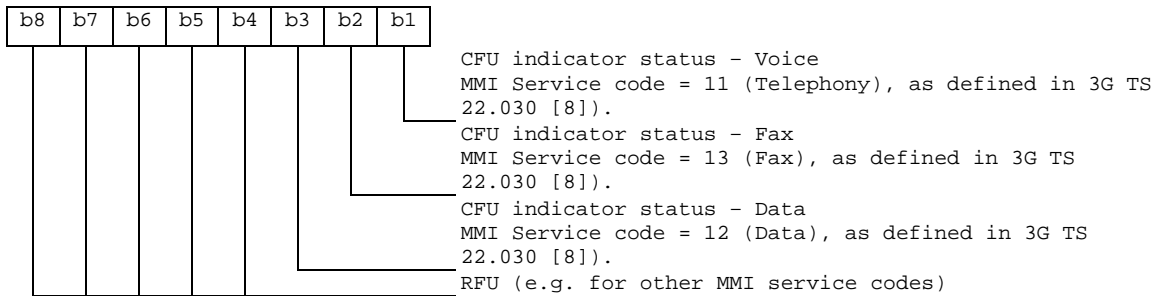 b8 b7 b6 b5 b4 b3 b2 b1
CFU indicator status – Voice
MMI Service code = 11 (Telephony), as defined in 3G TS
22.030 [8]).
CFU indicator status – Fax
MMI Service code = 13 (Fax), as defined in 3G TS
22.030 [8]).
CFU indicator status – Data
MMI Service code = 12 (Data), as defined in 3G TS
22.030 [8]).
RFU (e.g. for other MMI service codes)